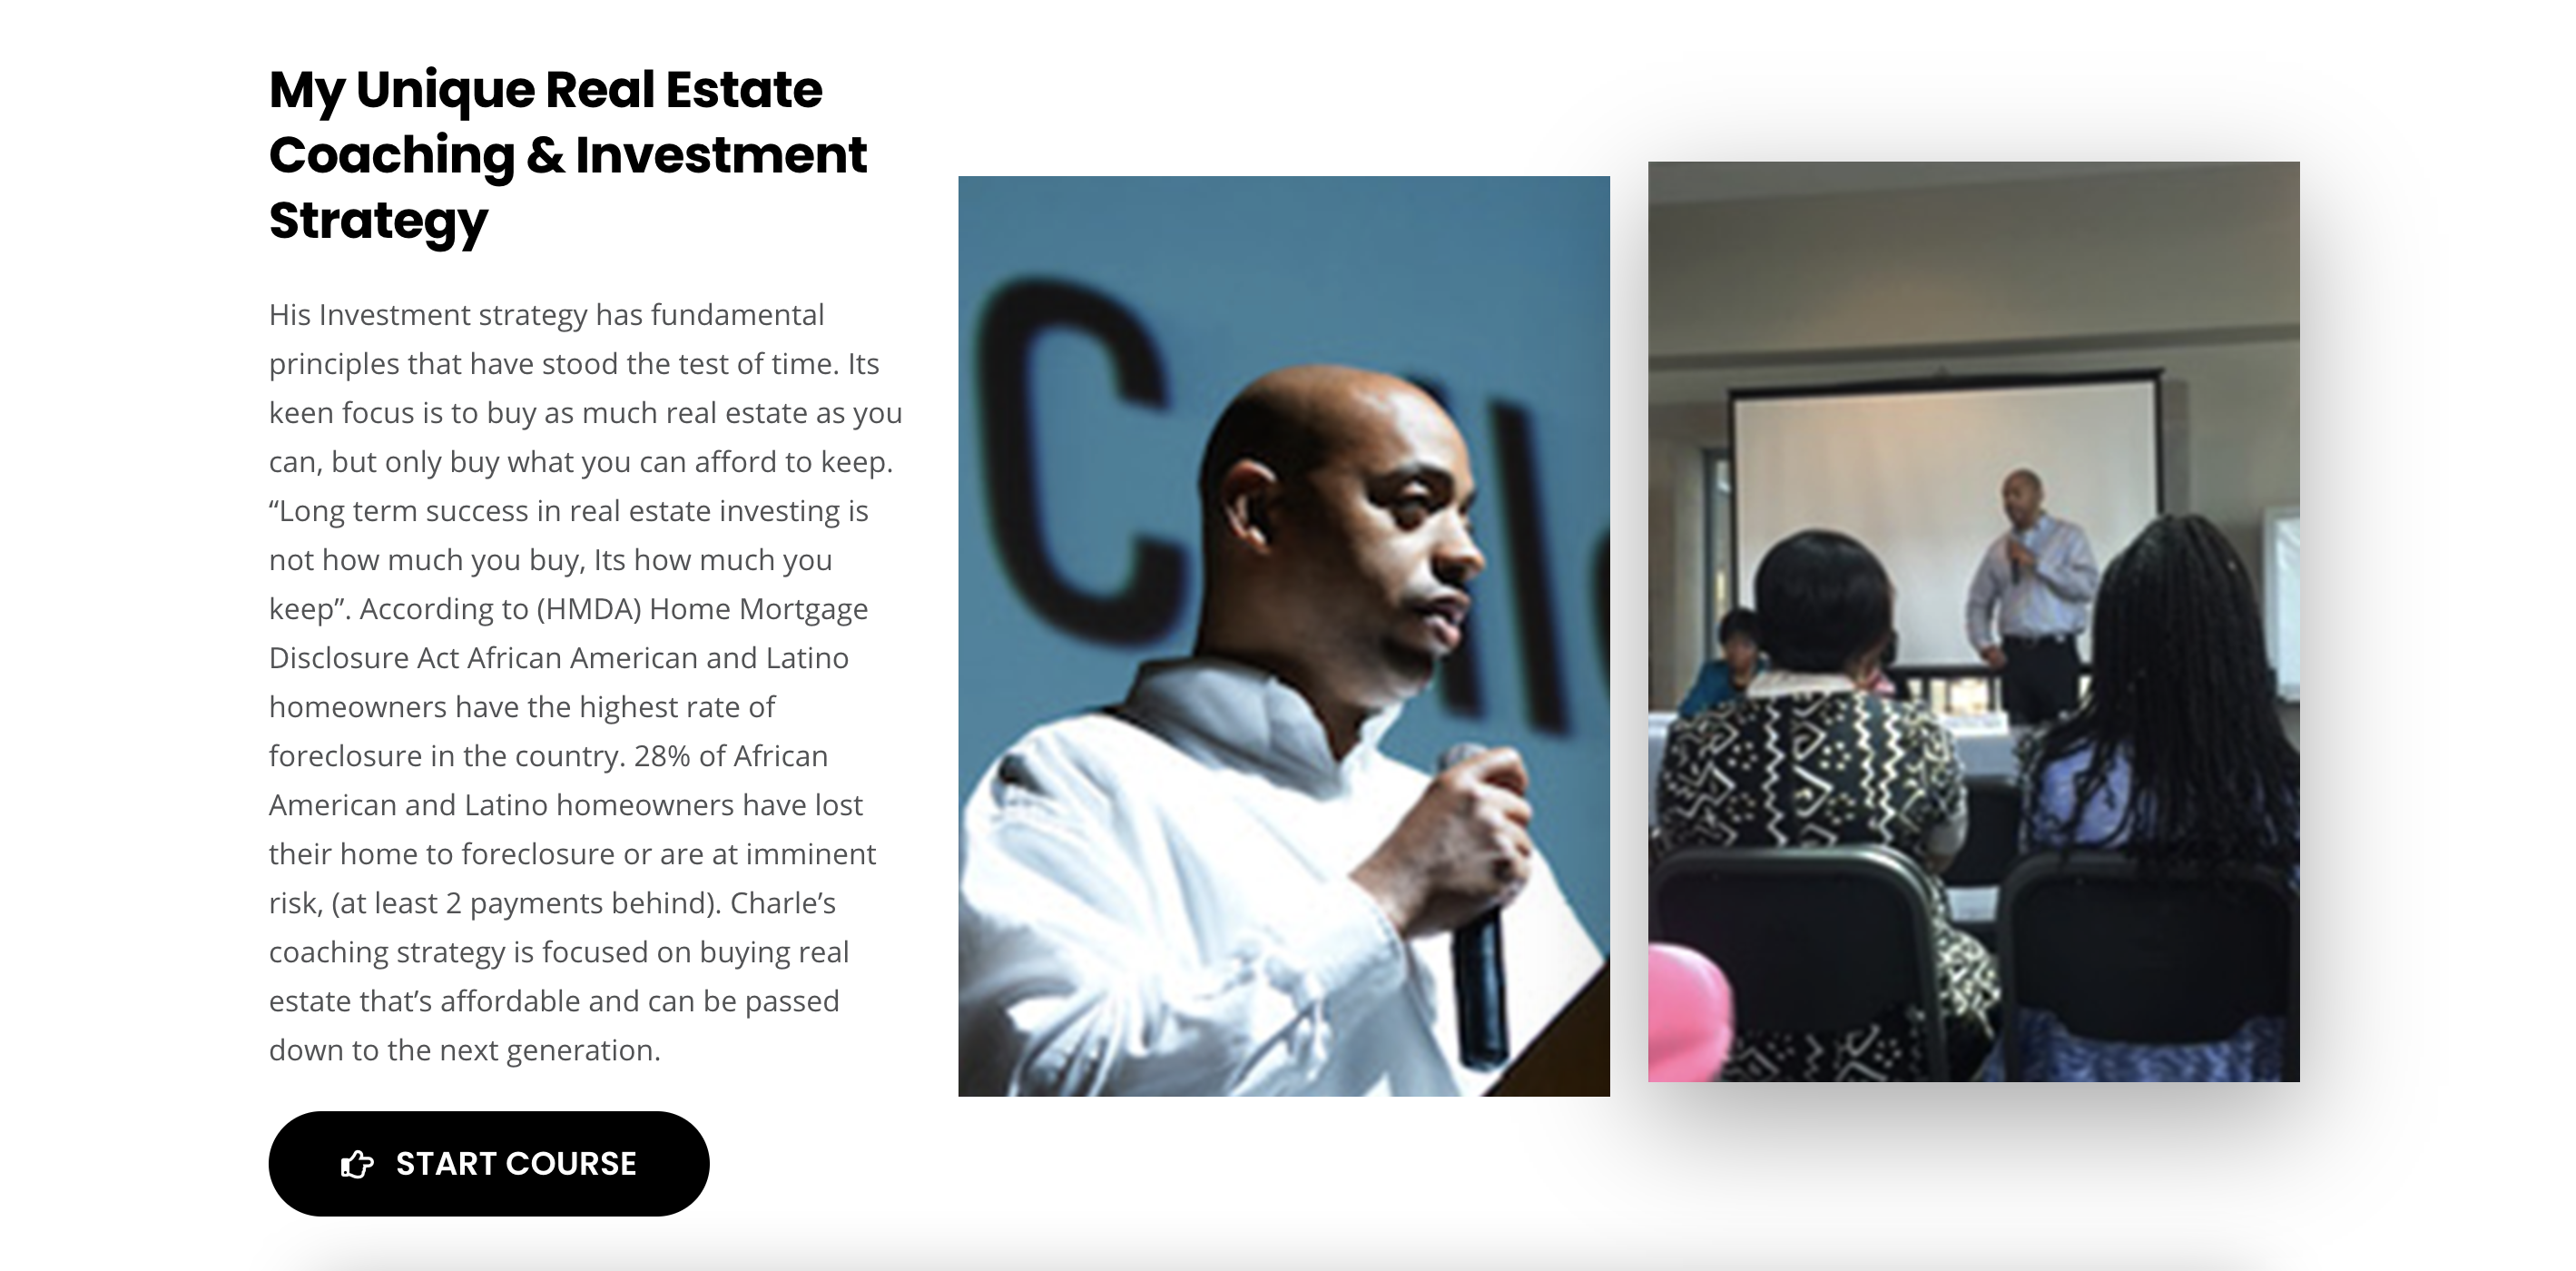 My Unique Real Estate
Coaching & Investment
Strategy
His Investment strategy has fundamental
principles that have stood the test of time. Its
keen focus is to buy as much real estate as you
can, but only buy what you can afford to keep.
“Long term success in real estate investing is
not how much you buy, Its how much you
keep”. According to (HMDA) Home Mortgage
Disclosure Act African American and Latino
homeowners have the highest rate of
foreclosure in the country. 28% of African
American and Latino homeowners have lost
their home to foreclosure or are at imminent
risk, (at least 2 payments behind). Charle’s
coaching strategy is focused on buying real
estate that’s affordable and can be passed
down to the next generation.
START COURSE